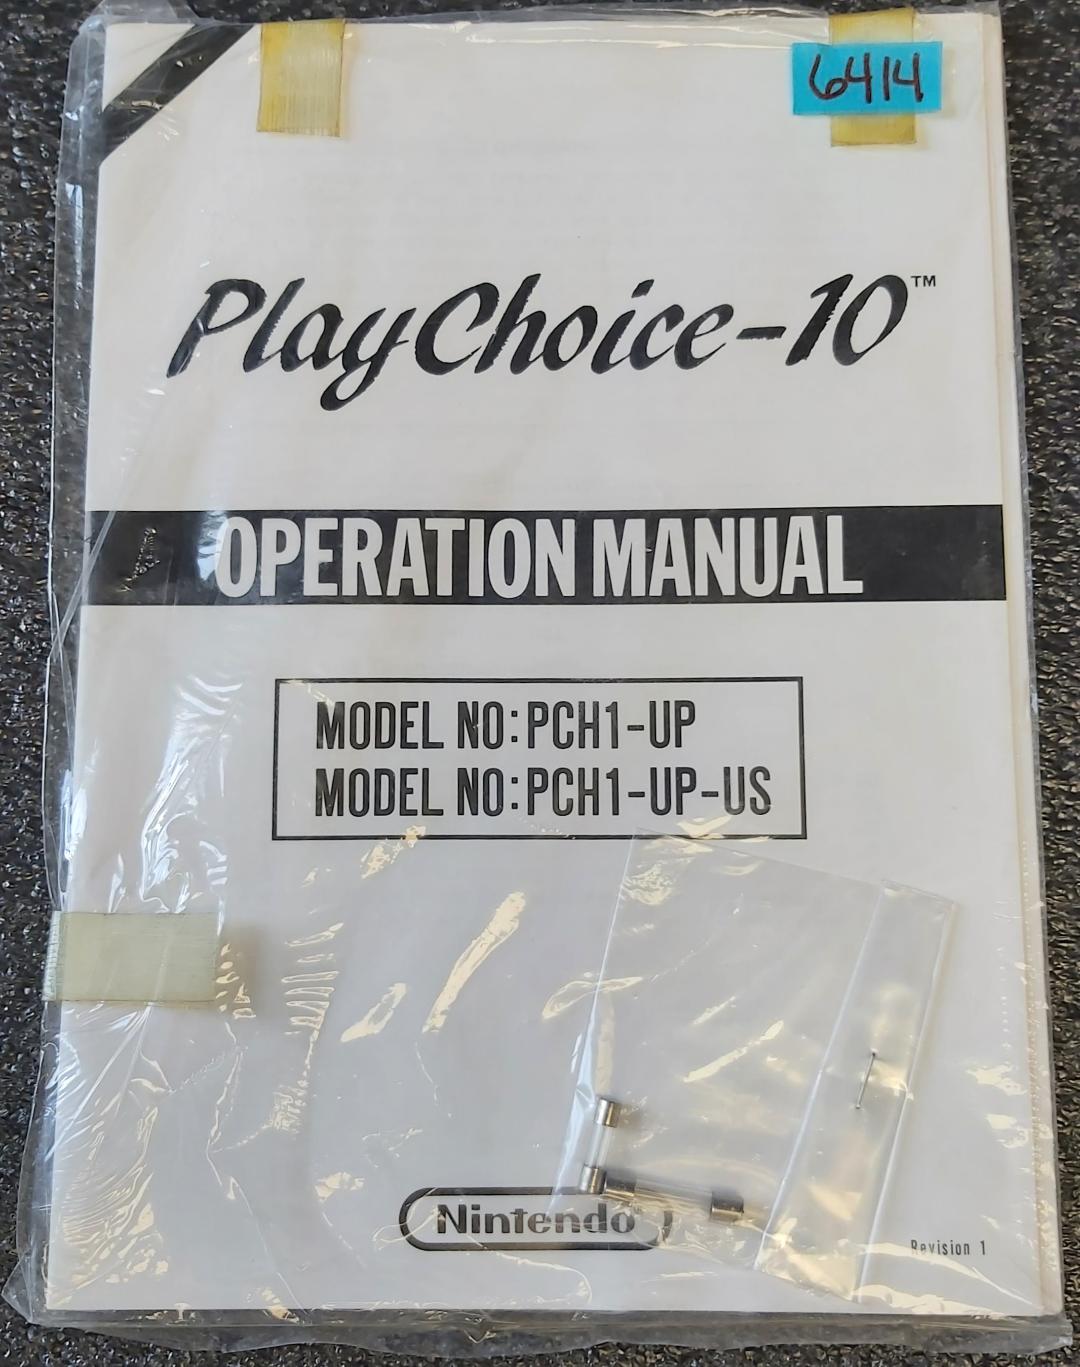 6414
PlayChoice-10™
OPERATION MANUAL
MODEL NO:PCH1-UP
MODEL NO:PCH1-UP-US
Nintendo®
Revision 1